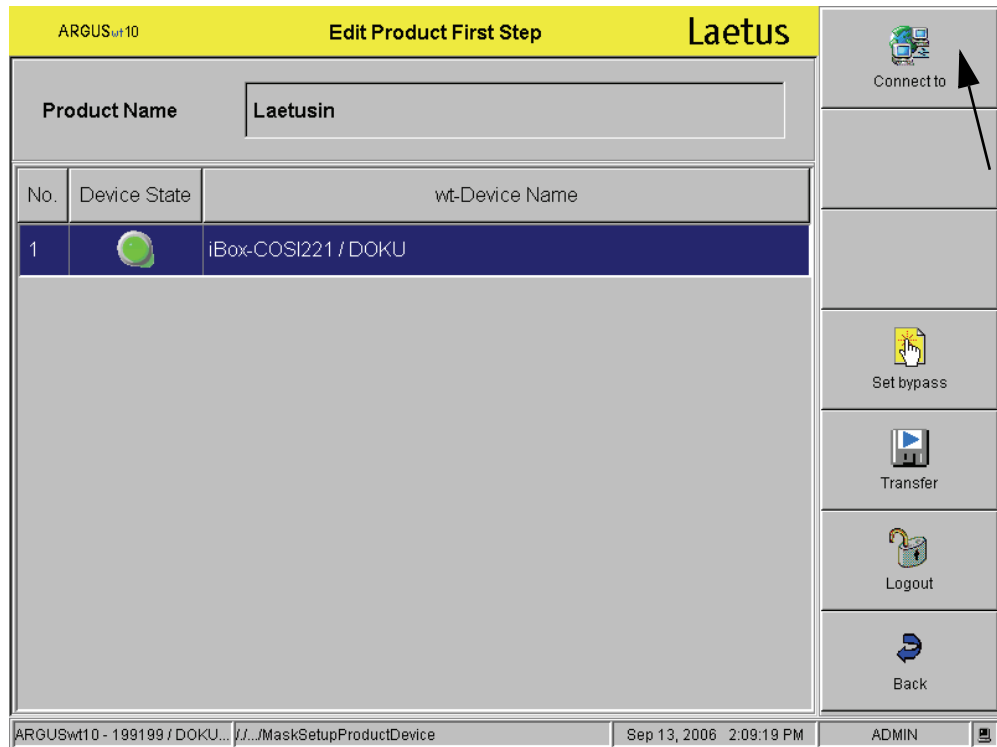 ARGUSwt10
Edit Product First Step
Laetus
Product Name
Laetusin
No.
Device State
wt-Device Name
1
iBox-COSI221 / DOKU
Connect to
Set bypass
Transfer
Logout
Back
ARGUSwt10 - 199199 / DOKU...
/./.../MaskSetupProductDevice
Sep 13, 2006 2:09:19 PM
ADMIN